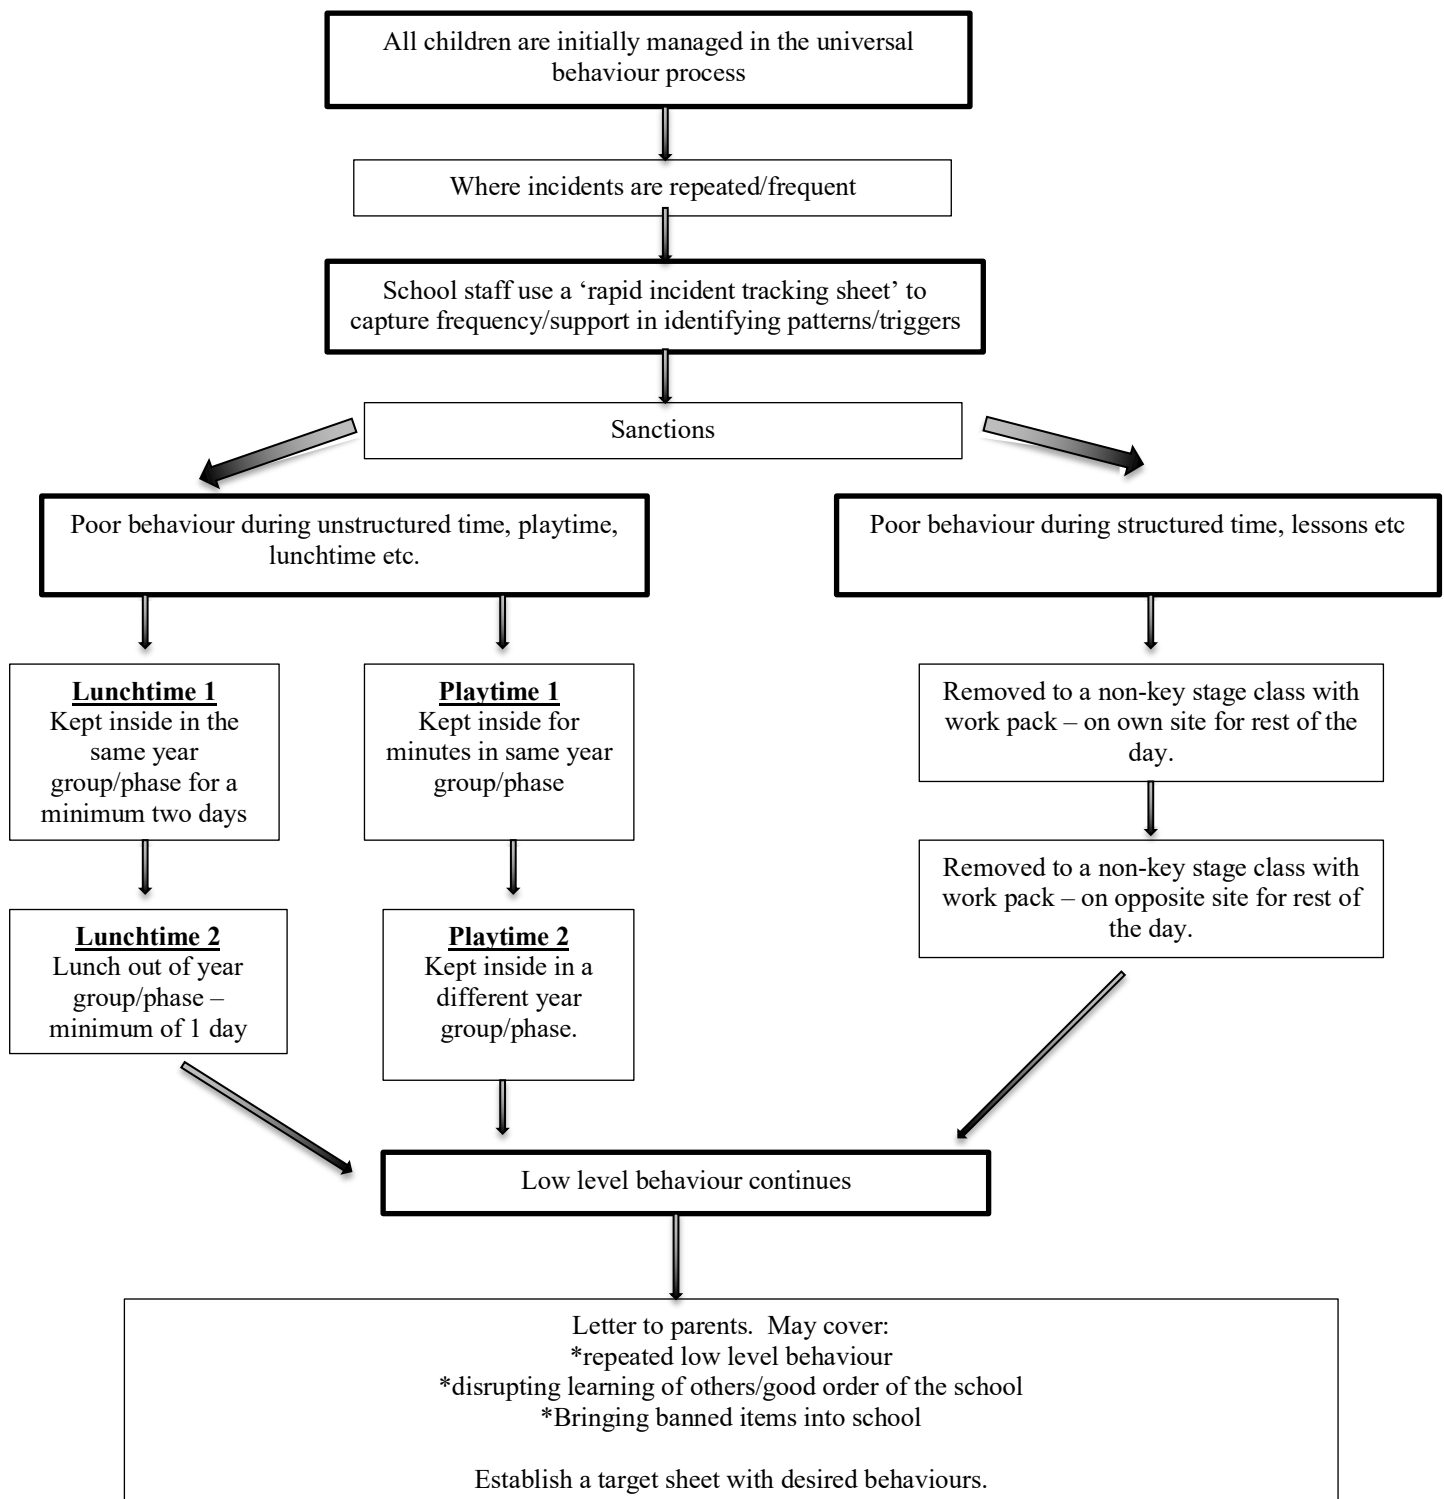 All children are initially managed in the universal
behaviour process
Where incidents are repeated/frequent
School staff use a ‘rapid incident tracking sheet’ to
capture frequency/support in identifying patterns/triggers
Sanctions
Poor behaviour during unstructured time, playtime,
lunchtime etc.
Poor behaviour during structured time, lessons etc
Lunchtime 1
Kept inside in the
same year
group/phase for a
minimum two days
Playtime 1
Kept inside for
minutes in same year
group/phase
Removed to a non-key stage class with
work pack – on own site for rest of the
day.
Lunchtime 2
Lunch out of year
group/phase –
minimum of 1 day
Playtime 2
Kept inside in a
different year
group/phase.
Removed to a non-key stage class with
work pack – on opposite site for rest of
the day.
Low level behaviour continues
Letter to parents.  May cover:
*repeated low level behaviour
*disrupting learning of others/good order of the school
*Bringing banned items into school
Establish a target sheet with desired behaviours.